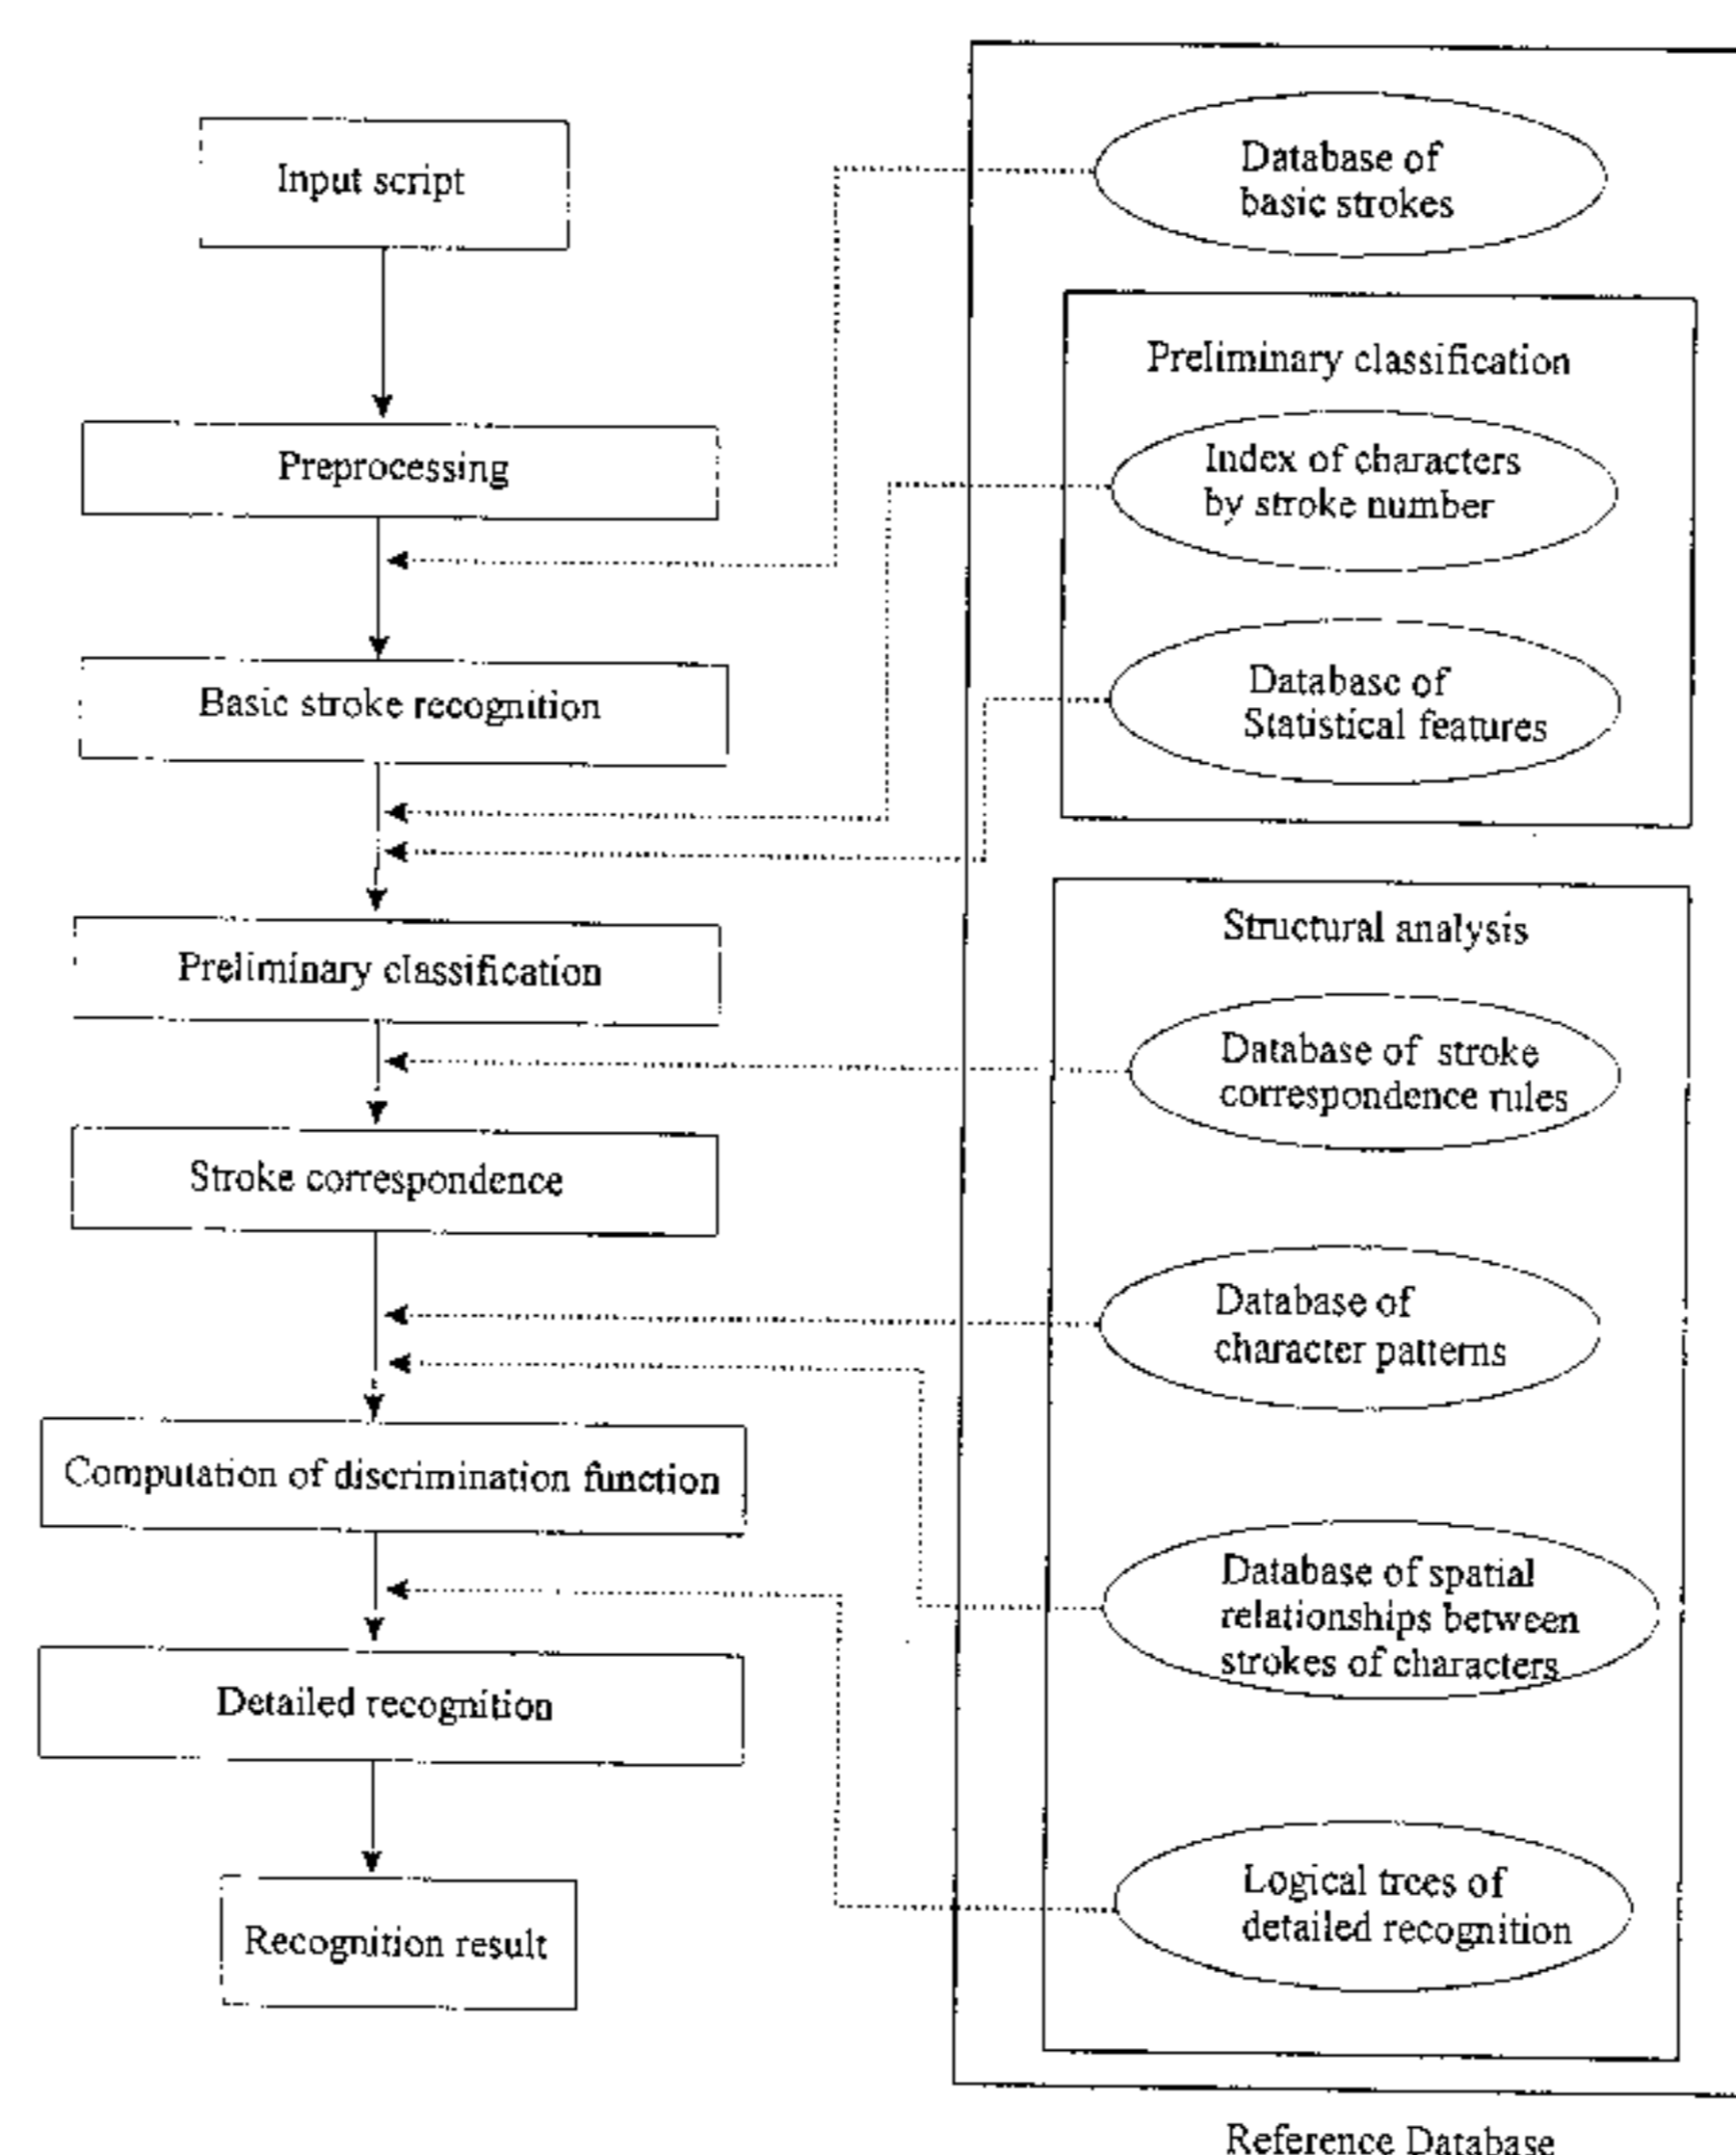 Input script
Preprocessing
Basic stroke recognition
Preliminary classification
Stroke correspondence
Computation of discrimination function
Detailed recognition
Recognition result
Database of
basic strokes
Preliminary classification
Index of characters
by stroke number
Database of
Statistical features
Structural analysis
Database of stroke
correspondence rules
Database of
character patterns
Database of spatial
relationships between
strokes of characters
Logical trees of
detailed recognition
Reference Database